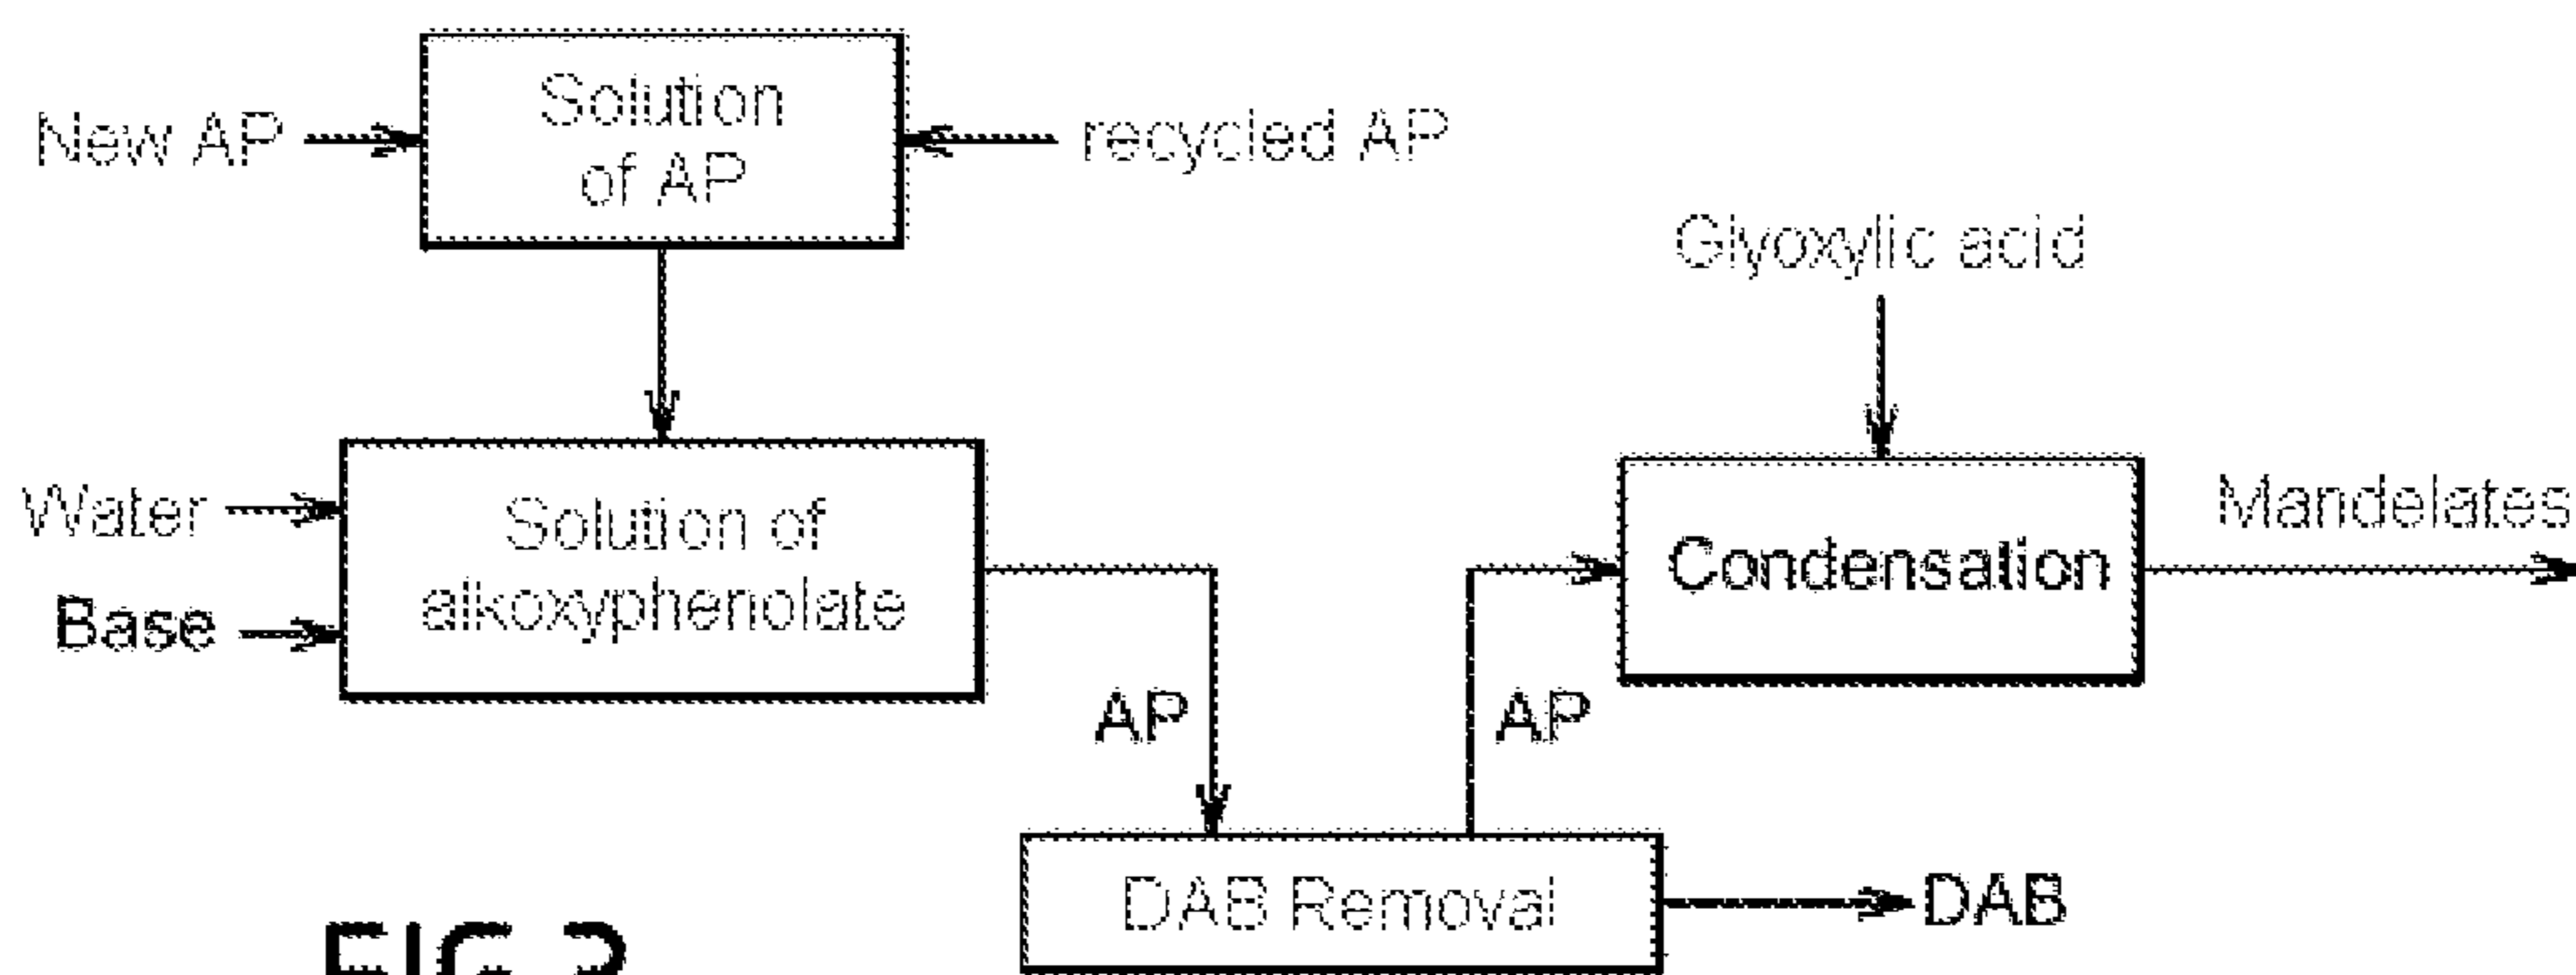 New AP
Solution
of AP
recycled AP
Glyoxylic acid
Water
Base
Solution of
alkoxyphenolate
Condensation
Mandelates
AP
AP
DAB Removal
DAB
FIG.2